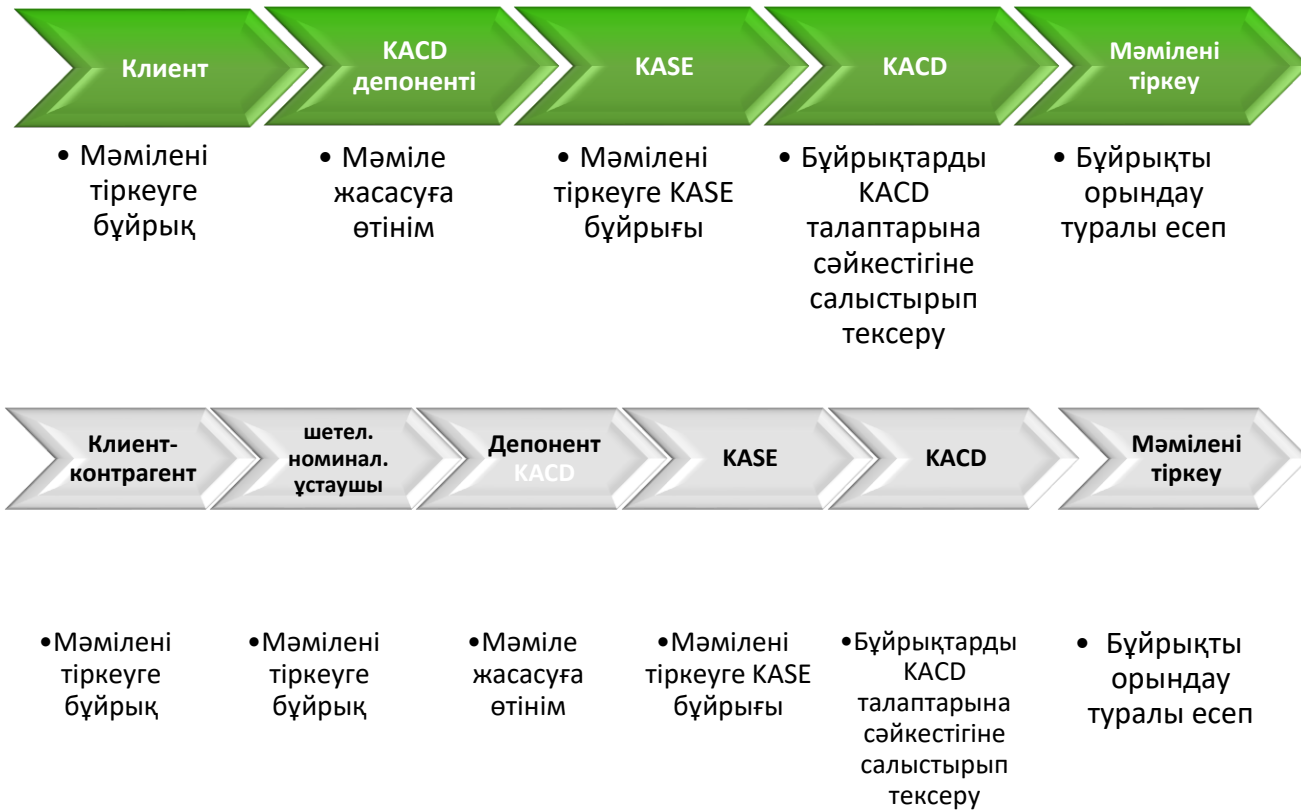 Клиент
KACD
депоненті
KASE
KACD
Мәмілені
тіркеу
• Мәмілені
тіркеуге
бұйрық
• Мәміле
жасасуға
өтінім
• Мәмілені
тіркеуге KASE
бұйрығы
• Бұйрықтарды
KACD
талаптарына
сәйкестігіне
салыстырып
тексеру
• Бұйрықты
орындау
туралы есеп
Клиент-
контрагент
шетел.
номинал.
ұстаушы
Депонент
KACD
KASE
KACD
Мәмілені
тіркеу
•Мәмілені
тіркеуге
бұйрық
•Мәмілені
тіркеуге
бұйрық
•Мәміле
жасасуға
өтінім
•Мәмілені
тіркеуге KASE
бұйрығы
•Бұйрықтарды
KACD
талаптарына
сәйкестігіне
салыстырып
тексеру
• Бұйрықты
орындау
туралы есеп